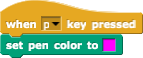 when p key pressed
set pen color to